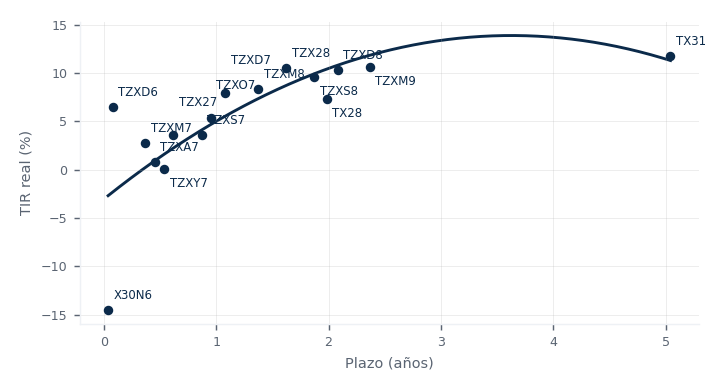 15
TX31
TZXD7
TZX28
TZXD8
10
TZXM8
TZXM9
TZXD6
TZXO7
TZXS8
TZX27
TX28
5
TZXM7
TZXS7
TZXA7
0
TZXY7
TIR real (%)
−5
−10
X30N6
−15
0
1
2
3
4
5
Plazo (años)